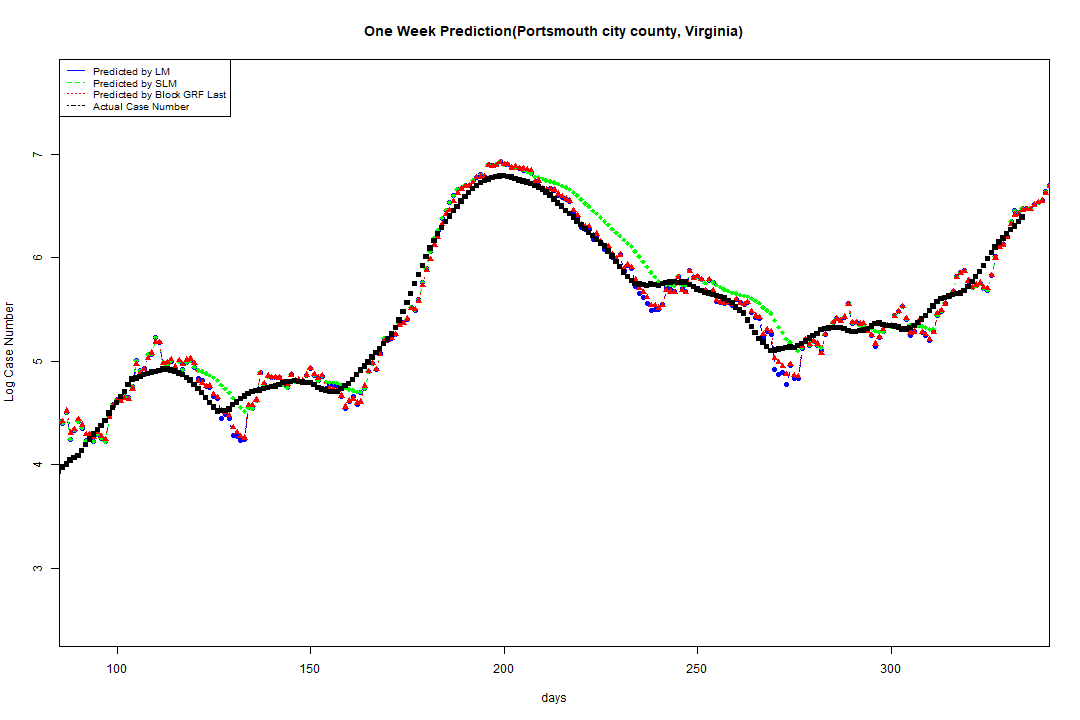 One Week Prediction(Portsmouth city county, Virginia)
Predicted by LM
Predicted by SLM
Predicted by Block GRF Last
Actual Case Number
Log Case Number
7
6
5
4
3
100 150 200 250 300
days